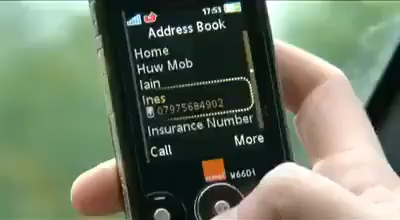 17:53
Address Book
Home
Huw Mob
Iain
Ines
07975684902
Insurance Number
Call More
orange W660i